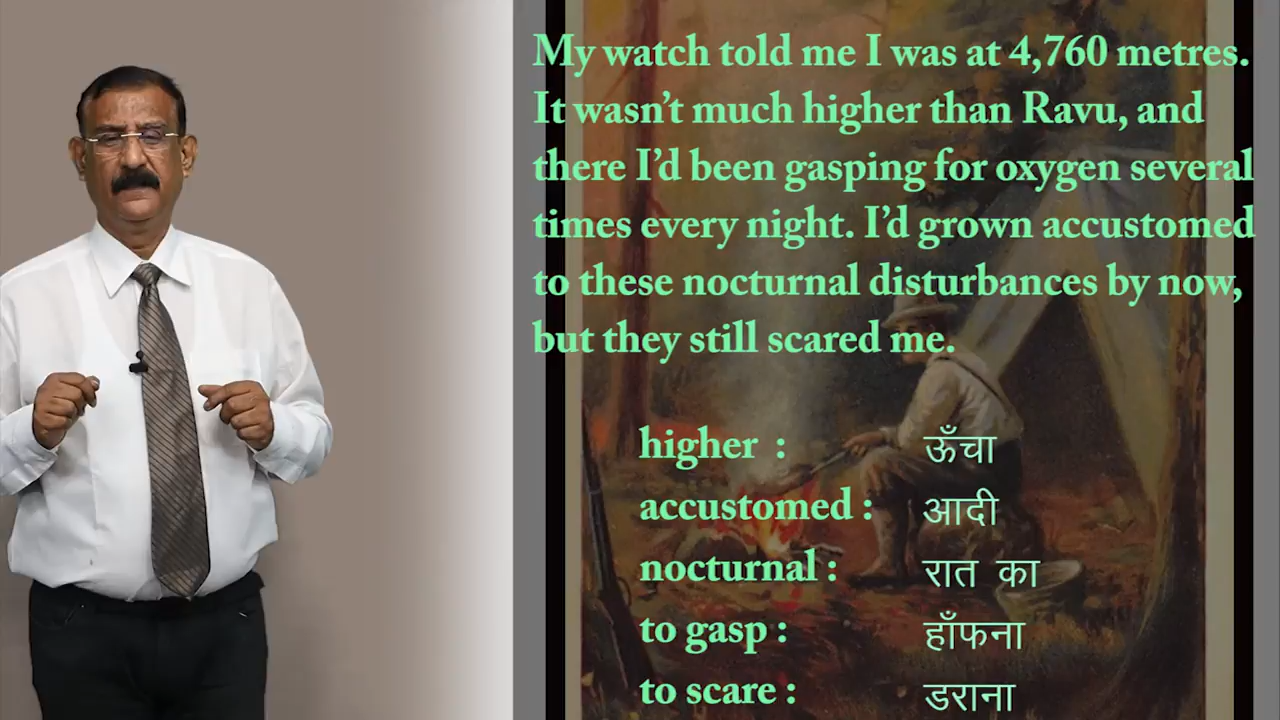 My watch told me I was at 4,760 metres.
It wasn't much higher than Ravu, and
there I'd been gasping for oxygen several
times every night. I'd grown accustomed
to these nocturnal disturbances by now,
but they still scared me.
higher : ऊँचा
accustomed : आदी
nocturnal : रात का
to gasp : हाँफना
to scare : डराना